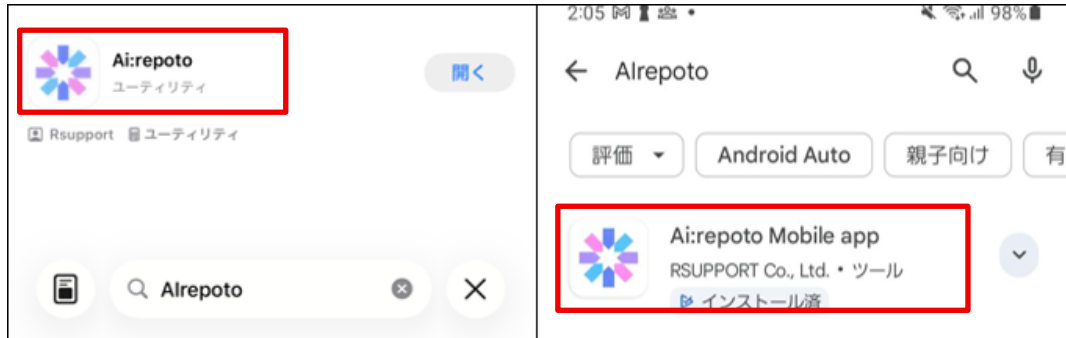 Ai:repoto
ユーティリティ
開く
Rsupport ユーティリティ
AIrepoto
2:05 98%
AIrepoto
評価 Android Auto 親子向け 有
Ai:repoto Mobile app
RSUPPORT Co., Ltd. • ツール
インストール済